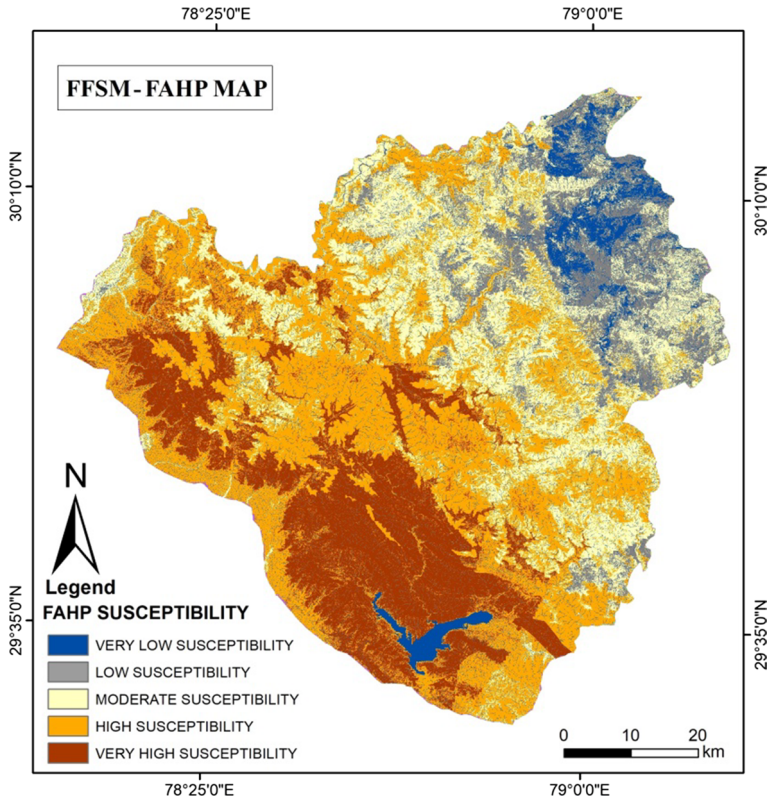 78°25'0"E
79°0'0"E
FFSM - FAHP MAP
30°10'0"N
30°10'0"N
N
Legend
FAHP SUSCEPTIBILITY
29°35'0"N
29°35'0"N
VERY LOW SUSCEPTIBILITY
LOW SUSCEPTIBILITY
MODERATE SUSCEPTIBILITY
HIGH SUSCEPTIBILITY
VERY HIGH SUSCEPTIBILITY
0 10 20
km
78°25'0"E
79°0'0"E